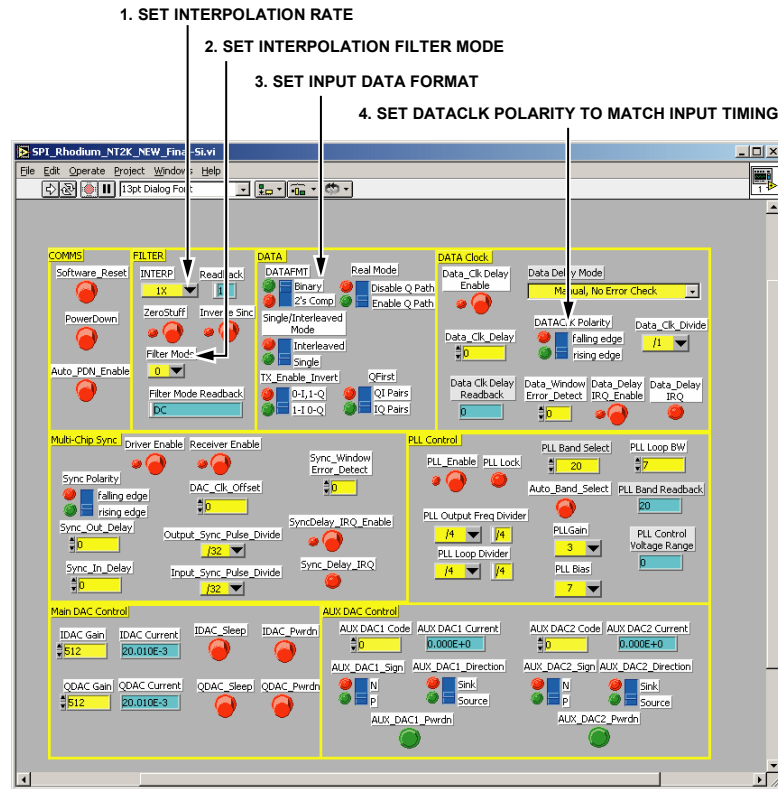 1. SET INTERPOLATION RATE
2. SET INTERPOLATION FILTER MODE
3. SET INPUT DATA FORMAT
4. SET DATACLK POLARITY TO MATCH INPUT TIMING
SPI_Rhodium_NT2K_NEW_Final-Si.vi
File Edit Operate Project Windows Help
13pt Dialog Font
COMMS
Software_Reset
PowerDown
Auto_PDN_Enable
FILTER
INTERP
Readback
1X
1
ZeroStuff
Inverse Sinc
Filter Mode
0
Filter Mode Readback
DC
DATA
DATAFMT
Binary
2's Comp
Real Mode
Disable Q Path
Enable Q Path
Single/Interleaved
Mode
Interleaved
Single
TX_Enable_Invert
0-I,1-Q
1-I 0-Q
QFirst
QI Pairs
IQ Pairs
DATA Clock
Data_Clk Delay
Enable
Data Delay Mode
Manual, No Error Check
Data_Clk_Delay
0
DATACLK Polarity
falling edge
rising edge
Data_Clk_Divide
/1
Data Clk Delay
Readback
0
Data_Window
Error_Detect
0
Data_Delay
IRQ_Enable
Data_Delay
IRQ
Multi-Chip Sync
Driver Enable
Receiver Enable
Sync_Window
Error_Detect
0
Sync Polarity
falling edge
rising edge
DAC_Clk_Offset
0
Sync_Out_Delay
0
Output_Sync_Pulse_Divide
/32
SyncDelay_IRQ_Enable
Sync_In_Delay
0
Input_Sync_Pulse_Divide
/32
Sync_Delay_IRQ
PLL Control
PLL_Enable
PLL Lock
PLL Band Select
20
PLL Loop BW
7
Auto_Band_Select
PLL Band Readback
20
PLL Output Freq Divider
/4
/4
PLLGain
3
PLL Control
Voltage Range
0
PLL Loop Divider
/4
/4
PLL Bias
7
Main DAC Control
IDAC Gain
512
IDAC Current
20.010E-3
IDAC_Sleep
IDAC_Pwrdn
QDAC Gain
512
QDAC Current
20.010E-3
QDAC_Sleep
QDAC_Pwrdn
AUX DAC Control
AUX DAC1 Code
0
AUX DAC1 Current
0.000E+0
AUX_DAC1_Sign
N
P
AUX_DAC1_Direction
Sink
Source
AUX_DAC1_Pwrdn
AUX DAC2 Code
0
AUX DAC2 Current
0.000E+0
AUX_DAC2_Sign
N
P
AUX_DAC2_Direction
Sink
Source
AUX_DAC2_Pwrdn